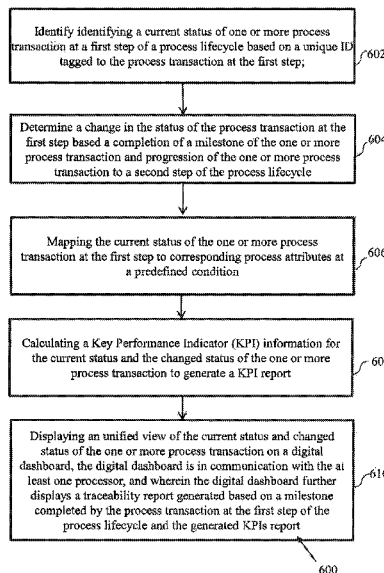 Identify identifying a current status of one or more process
transaction at a first step of a process lifecycle based on a unique ID
tagged to the process transaction at the first step;
602
Determine a change in the status of the process transaction at the
first step based a completion of a milestone of the one or more
process transaction and progression of the one or more process
transaction to a second step of the process lifecycle
604
Mapping the current status of the one or more process
transaction at the first step to corresponding process attributes at a
predefined condition
606
Calculating a Key Performance Indicator (KPI) information for
the current status and the changed status of the one or more
process transaction to generate a KPI report
Displaying an unified view of the current status and changed
status of the one or more process transaction on a digital
dashboard, the digital dashboard is in communication with the at
least one processor, and wherein the digital dashboard further
displays a traceability report generated based on a milestone
completed by the process transaction at the first step of the
process lifecycle and the generated KPIs report
610
600